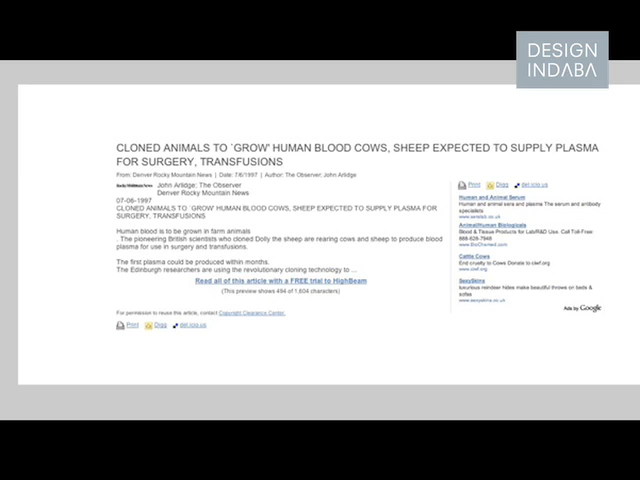 DESIGN
INDABA
CLONED ANIMALS TO `GROW' HUMAN BLOOD COWS, SHEEP EXPECTED TO SUPPLY PLASMA
FOR SURGERY, TRANSFUSIONS
From: Denver Rocky Mountain News | Date: 7/6/1997 | Author: The Observer; John Arlidge
John Arlidge: The Observer
Denver Rocky Mountain News
07-06-1997
CLONED ANIMALS TO `GROW' HUMAN BLOOD COWS, SHEEP EXPECTED TO SUPPLY PLASMA FOR
SURGERY, TRANSFUSIONS
Human blood is to be grown in farm animals
. The pioneering British scientists who cloned Dolly the sheep are rearing cows and sheep to produce blood
plasma for use in surgery and transfusions.
The first plasma could be produced within months.
The Edinburgh researchers are using the revolutionary cloning technology to ...
Read all of this article with a FREE trial to HighBeam
(This preview shows 494 of 1,604 characters)
For permission to reuse this article, contact Copyright Clearance Center.
Print Digg del.icio.us
Print Digg del.icio.us
Human and Animal Serum
Human and animal sera and plasma The serum and antibody
specialists
www.seralab.co.uk
Animal/Human Biologicals
Blood & Tissue Products for Lab/R&D Use. Call Toll-Free:
www.BioChemed.com
Cattle Cows
End cruelty to Cows Donate to ciwf.org
www.ciwf.org
SexySkins
luxurious reindeer hides make beautiful throws on beds &
sofas
www.sexyskins.co.uk
Ads by Google